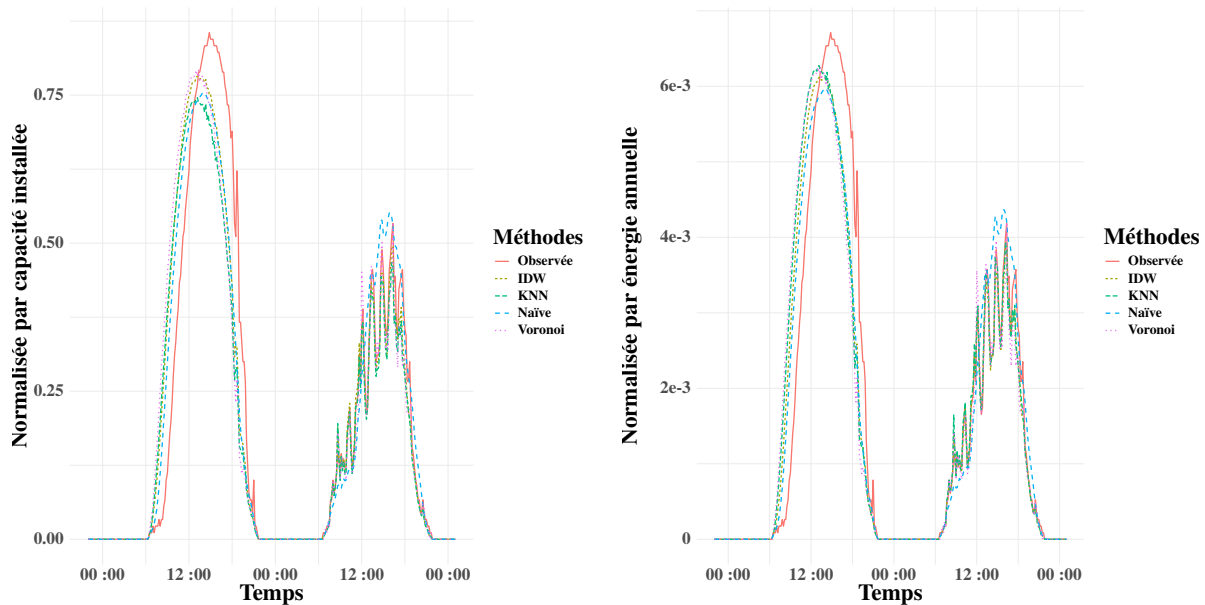 Normalisée par capacité installée
0.75
0.50
0.25
0.00
00 :00
12 :00
00 :00
12 :00
00 :00
Temps
Méthodes
Observée
IDW
KNN
Naïve
Voronoi
Normalisée par énergie annuelle
6e-3
4e-3
2e-3
0
00 :00
12 :00
00 :00
12 :00
00 :00
Temps
Méthodes
Observée
IDW
KNN
Naïve
Voronoi